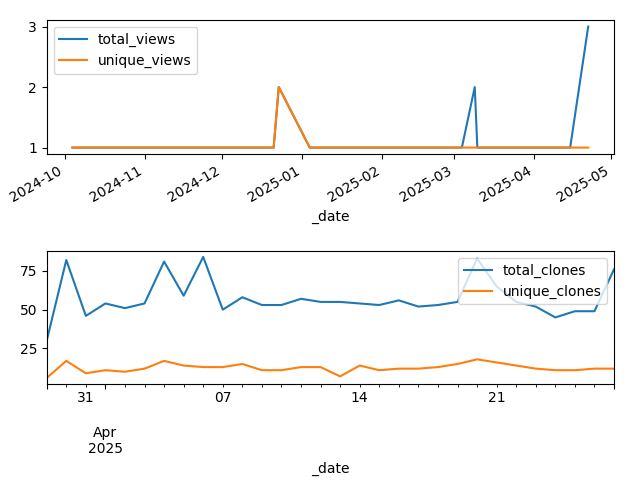 3
2
1
total_views
unique_views
2024-10
2024-11
2024-12
2025-01
2025-02
2025-03
2025-04
2025-05
_date
75
50
25
total_clones
unique_clones
31
07
14
21
Apr
2025
_date